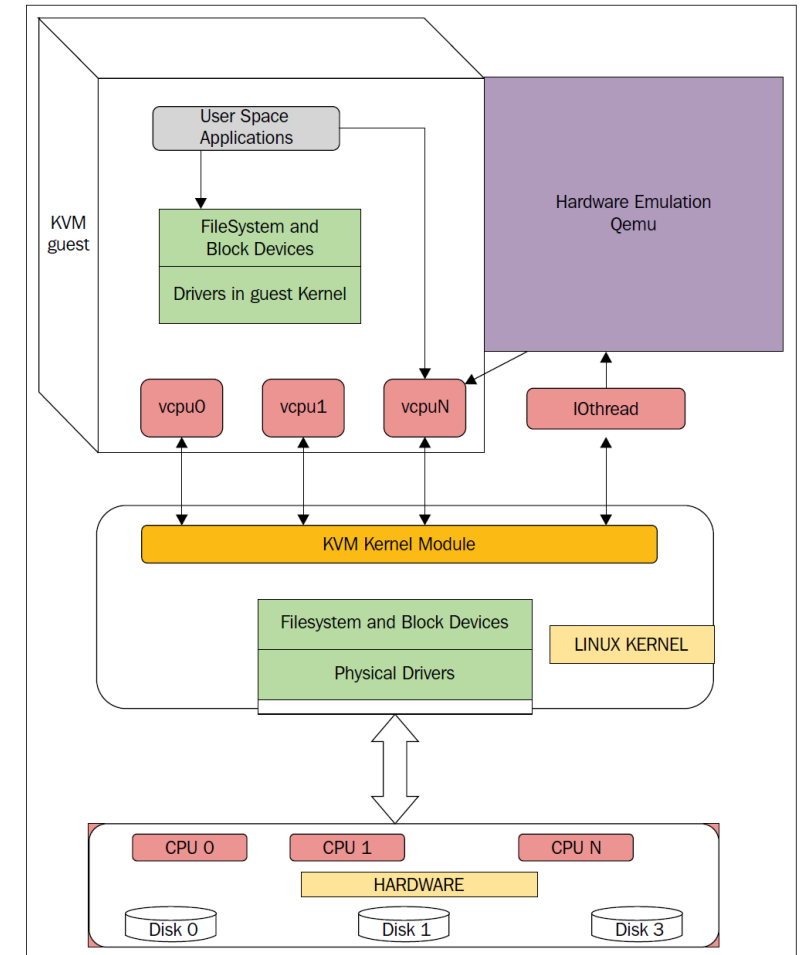 User Space
Applications
Hardware Emulation
Qemu
KVM
guest
FileSystem and
Block Devices
Drivers in guest Kernel
vcpu0
vcpu1
vcpuN
IOthread
KVM Kernel Module
Filesystem and Block Devices
LINUX KERNEL
Physical Drivers
CPU 0
CPU 1
CPU N
HARDWARE
Disk 0
Disk 1
Disk 3